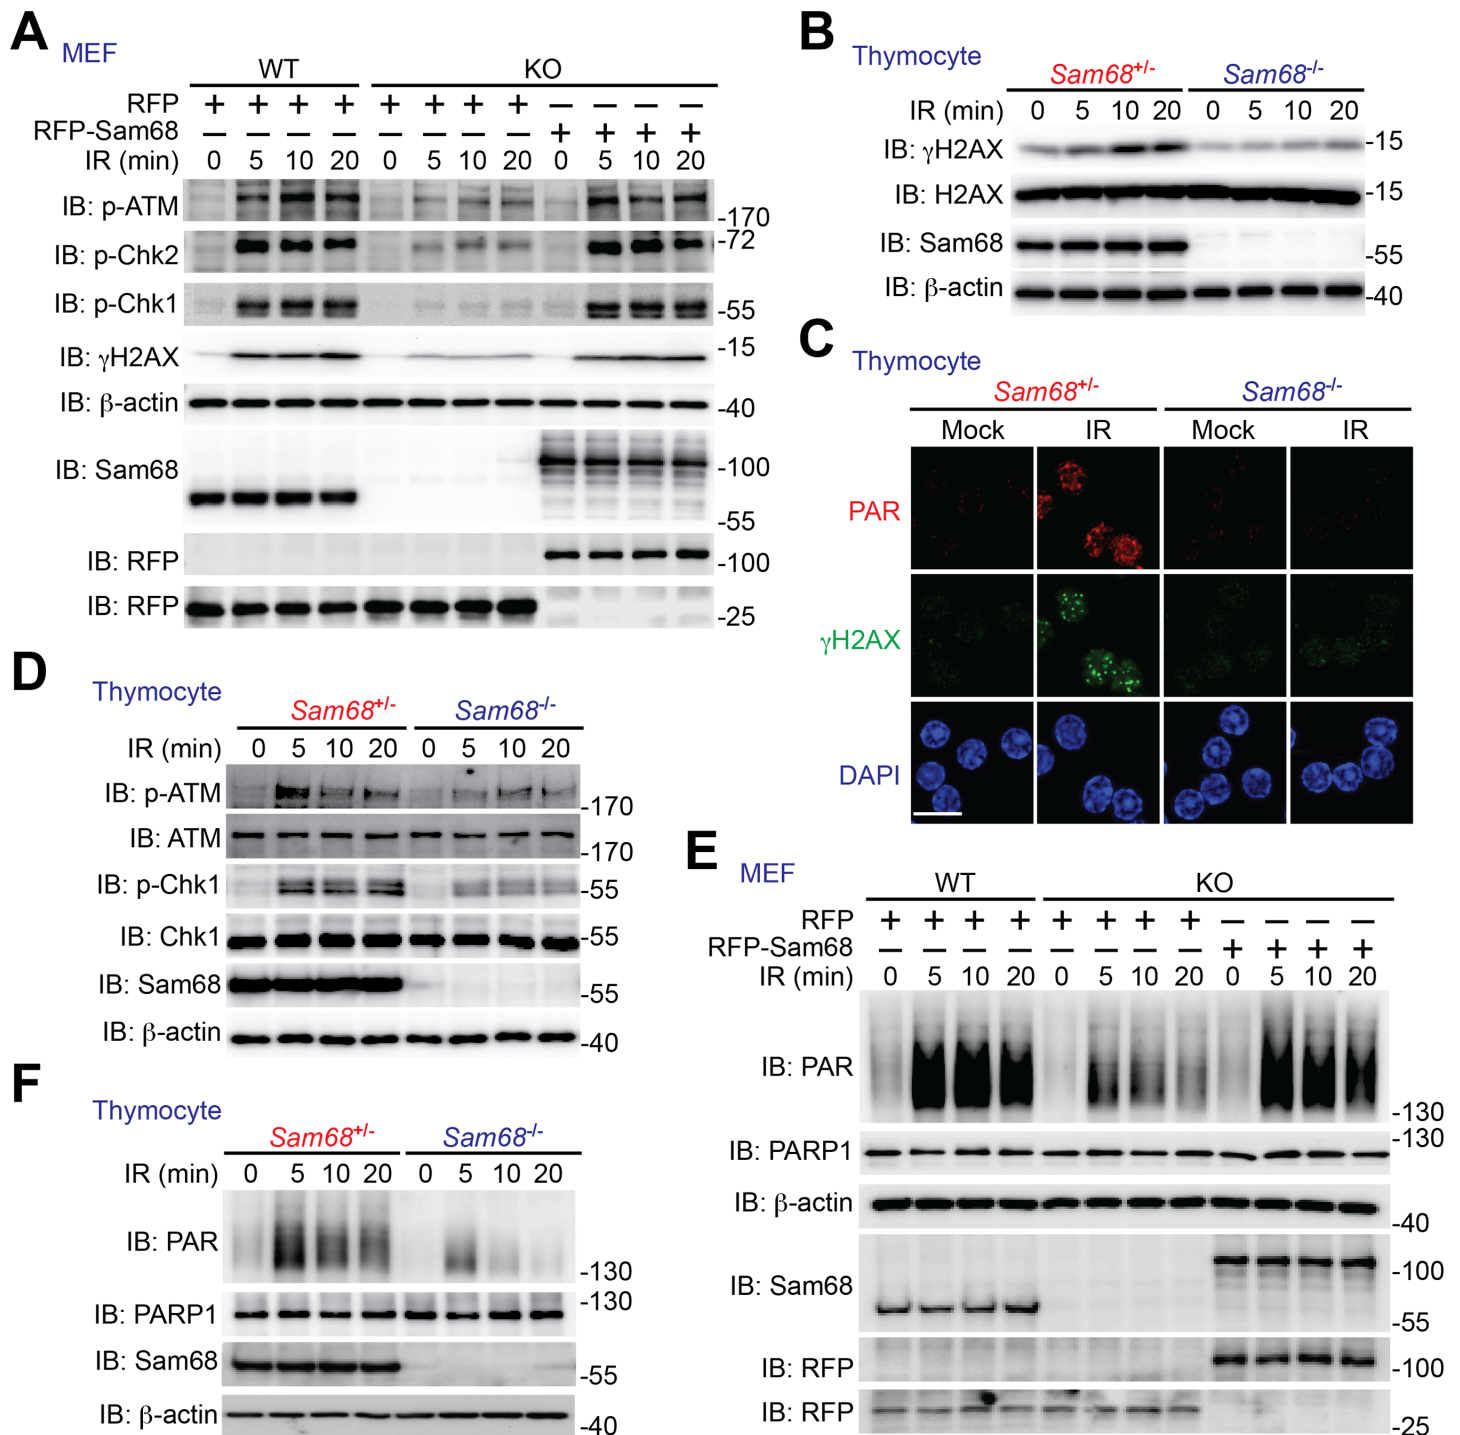 A
MEF
WT KO
RFP + + + + + + + + − − − −
RFP-Sam68 − − − − − − − − + + + +
IR (min) 0 5 10 20 0 5 10 20 0 5 10 20
IB: p-ATM -170
IB: p-Chk2 -72
IB: p-Chk1 -55
IB: γH2AX -15
IB: β-actin -40
IB: Sam68 -100
-55
IB: RFP -100
IB: RFP -25
B
Thymocyte
Sam68+/- Sam68-/-
IR (min) 0 5 10 20 0 5 10 20
IB: γH2AX -15
IB: H2AX -15
IB: Sam68 -55
IB: β-actin -40
C
Thymocyte
Sam68+/- Sam68-/-
Mock IR Mock IR
PAR
γH2AX
DAPI
D
Thymocyte
Sam68+/- Sam68-/-
IR (min) 0 5 10 20 0 5 10 20
IB: p-ATM -170
IB: ATM -170
IB: p-Chk1 -55
IB: Chk1 -55
IB: Sam68 -55
IB: β-actin -40
E
MEF
WT KO
RFP + + + + + + + + − − − −
RFP-Sam68 − − − − − − − − + + + +
IR (min) 0 5 10 20 0 5 10 20 0 5 10 20
IB: PAR -130
IB: PARP1 -130
IB: β-actin -40
IB: Sam68 -100
-55
IB: RFP -100
IB: RFP -25
F
Thymocyte
Sam68+/- Sam68-/-
IR (min) 0 5 10 20 0 5 10 20
IB: PAR -130
IB: PARP1 -130
IB: Sam68 -55
IB: β-actin -40